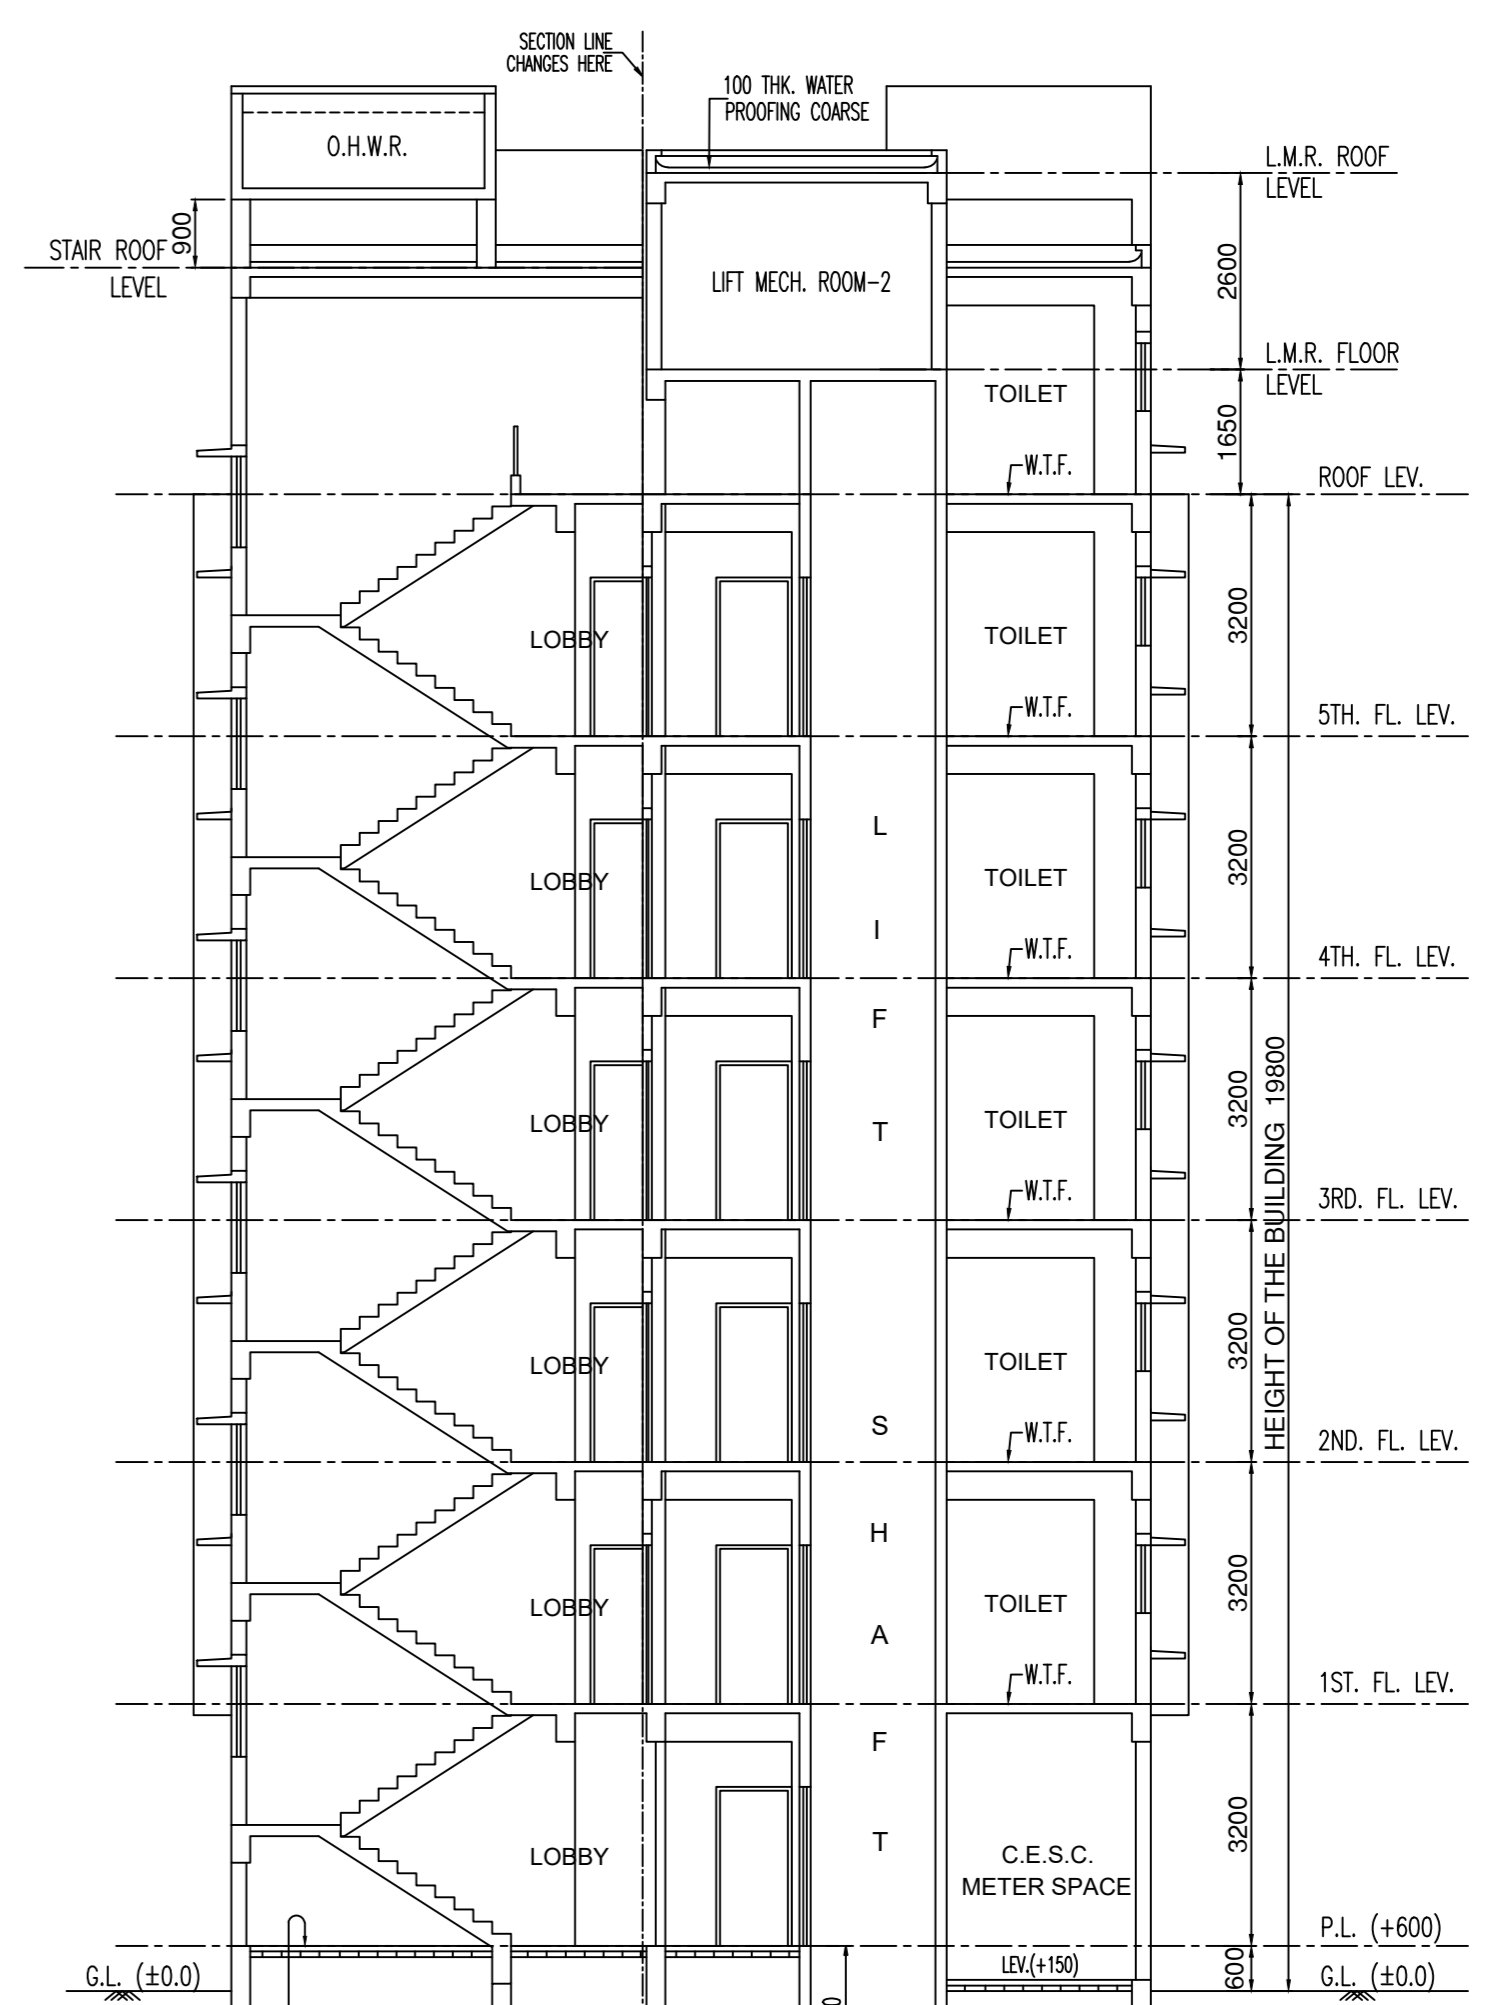 SECTION LINE
CHANGES HERE
100 THK. WATER
PROOFING COARSE
O.H.W.R.
L.M.R. ROOF
LEVEL
900
STAIR ROOF
LEVEL
LIFT MECH. ROOM-2
2600
L.M.R. FLOOR
LEVEL
TOILET
1650
W.T.F.
ROOF LEV.
LOBBY
TOILET
3200
W.T.F.
5TH. FL. LEV.
LOBBY
L
TOILET
3200
I
W.T.F.
4TH. FL. LEV.
F
LOBBY
T
TOILET
3200
HEIGHT OF THE BUILDING 19800
W.T.F.
3RD. FL. LEV.
LOBBY
TOILET
3200
S
W.T.F.
2ND. FL. LEV.
H
LOBBY
A
TOILET
3200
W.T.F.
1ST. FL. LEV.
F
LOBBY
T
C.E.S.C.
METER SPACE
3200
P.L. (+600)
G.L. (±0.0)
LEV.(+150)
600
G.L. (±0.0)